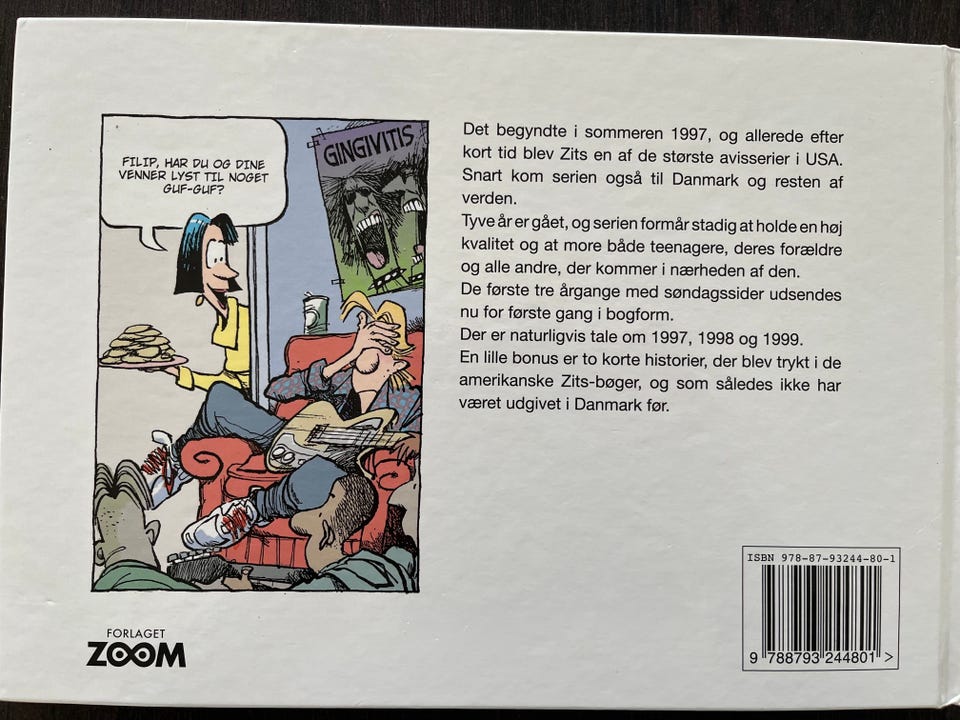 FILIP, HAR DU OG DINE
VENNER LYST TIL NOGET
GUF-GUF?
GINGIVITIS
Det begyndte i sommeren 1997, og allerede efter
kort tid blev Zits en af de største avisserier i USA.
Snart kom serien også til Danmark og resten af
verden.
Tyve år er gået, og serien formår stadig at holde en høj
kvalitet og at more både teenagere, deres forældre
og alle andre, der kommer i nærheden af den.
De første tre årgange med søndagssider udsendes
nu for første gang i bogform.
Der er naturligvis tale om 1997, 1998 og 1999.
En lille bonus er to korte historier, der blev trykt i de
amerikanske Zits-bøger, og som således ikke har
været udgivet i Danmark før.
FORLAGET
ZOOM
ISBN 978-87-93244-80-1
9 788793 244801 >